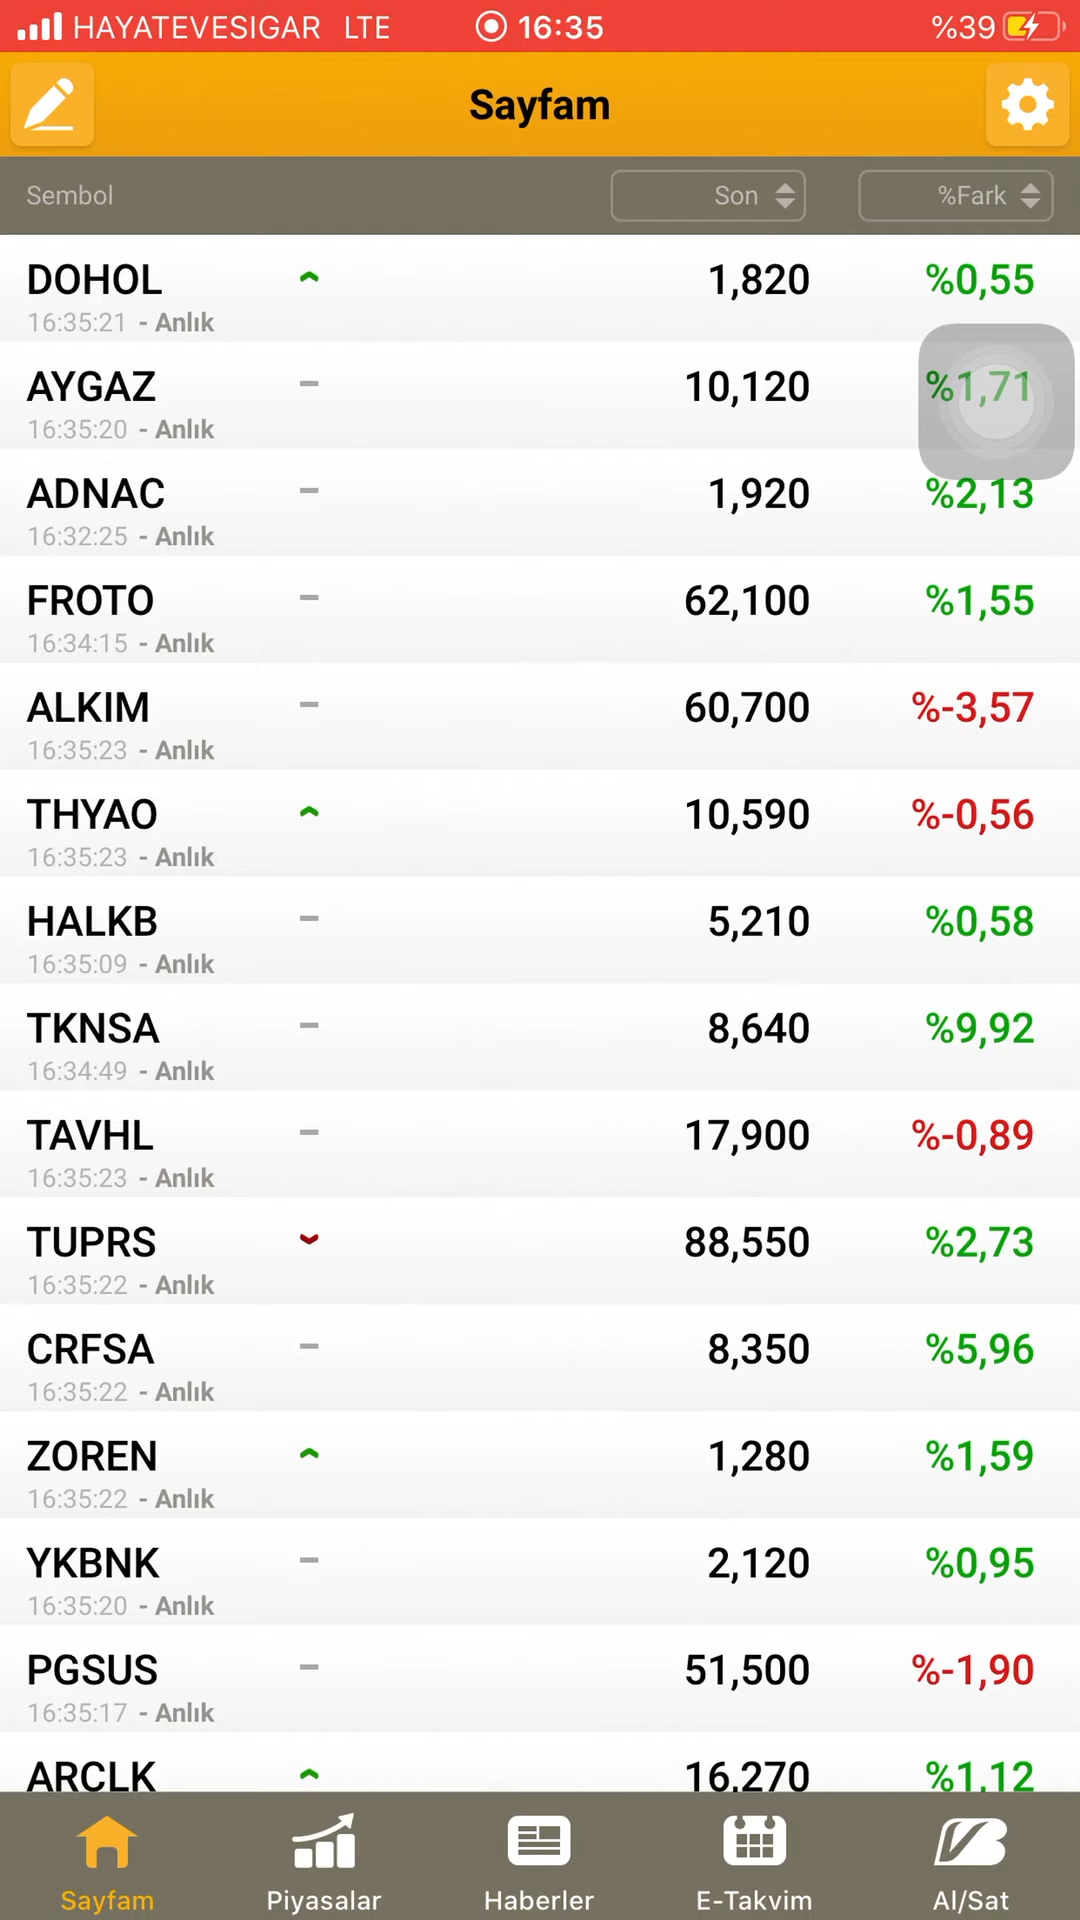 HAYATEVESIGAR LTE 16:35 %39
Sayfam
Sembol Son %Fark
DOHOL 1,820 %0,55
16:35:21 - Anlık
AYGAZ 10,120 %1,71
16:35:20 - Anlık
ADNAC 1,920 %2,13
16:32:25 - Anlık
FROTO 62,100 %1,55
16:34:15 - Anlık
ALKIM 60,700 %-3,57
16:35:23 - Anlık
THYAO 10,590 %-0,56
16:35:23 - Anlık
HALKB 5,210 %0,58
16:35:09 - Anlık
TKNSA 8,640 %9,92
16:34:49 - Anlık
TAVHL 17,900 %-0,89
16:35:23 - Anlık
TUPRS 88,550 %2,73
16:35:22 - Anlık
CRFSA 8,350 %5,96
16:35:22 - Anlık
ZOREN 1,280 %1,59
16:35:22 - Anlık
YKBNK 2,120 %0,95
16:35:20 - Anlık
PGSUS 51,500 %-1,90
16:35:17 - Anlık
ARCLK 16,270 %1,12
Sayfam Piyasalar Haberler E-Takvim Al/Sat